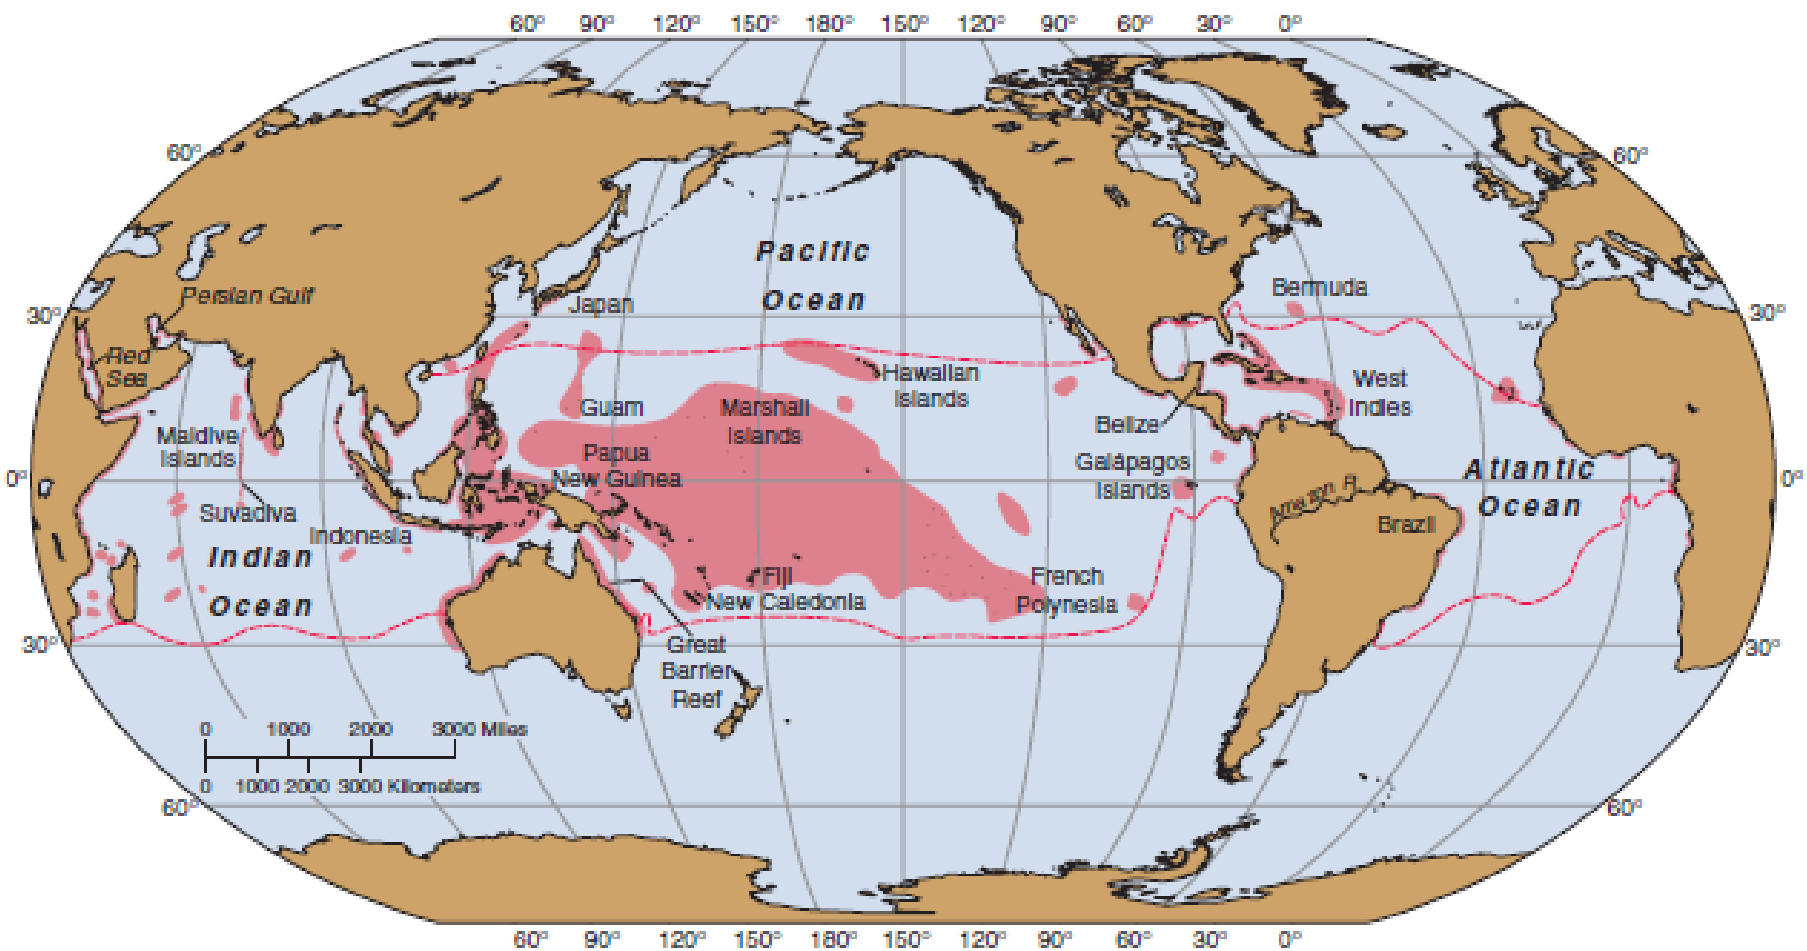 60° 90° 120° 150° 180° 150° 120° 90° 60° 30° 0°
60° 60°
Pacific
Ocean
Persian Gulf
Japan
Bermuda
30° 30°
Red
Sea
Hawaiian
Islands
West
Indies
Guam
Marshall
Islands
Belize
Maldive
Islands
Papua
New Guinea
Galápagos
Islands
Atlantic
Ocean
0° 0°
Amazon R.
Suvadiva
Indonesia
Brazil
Indian
Ocean
Fiji
New Caledonia
French
Polynesia
30° 30°
Great
Barrier
Reef
0 1000 2000 3000 Miles
0 1000 2000 3000 Kilometers
60° 60°
60° 90° 120° 150° 180° 150° 120° 90° 60° 30° 0°